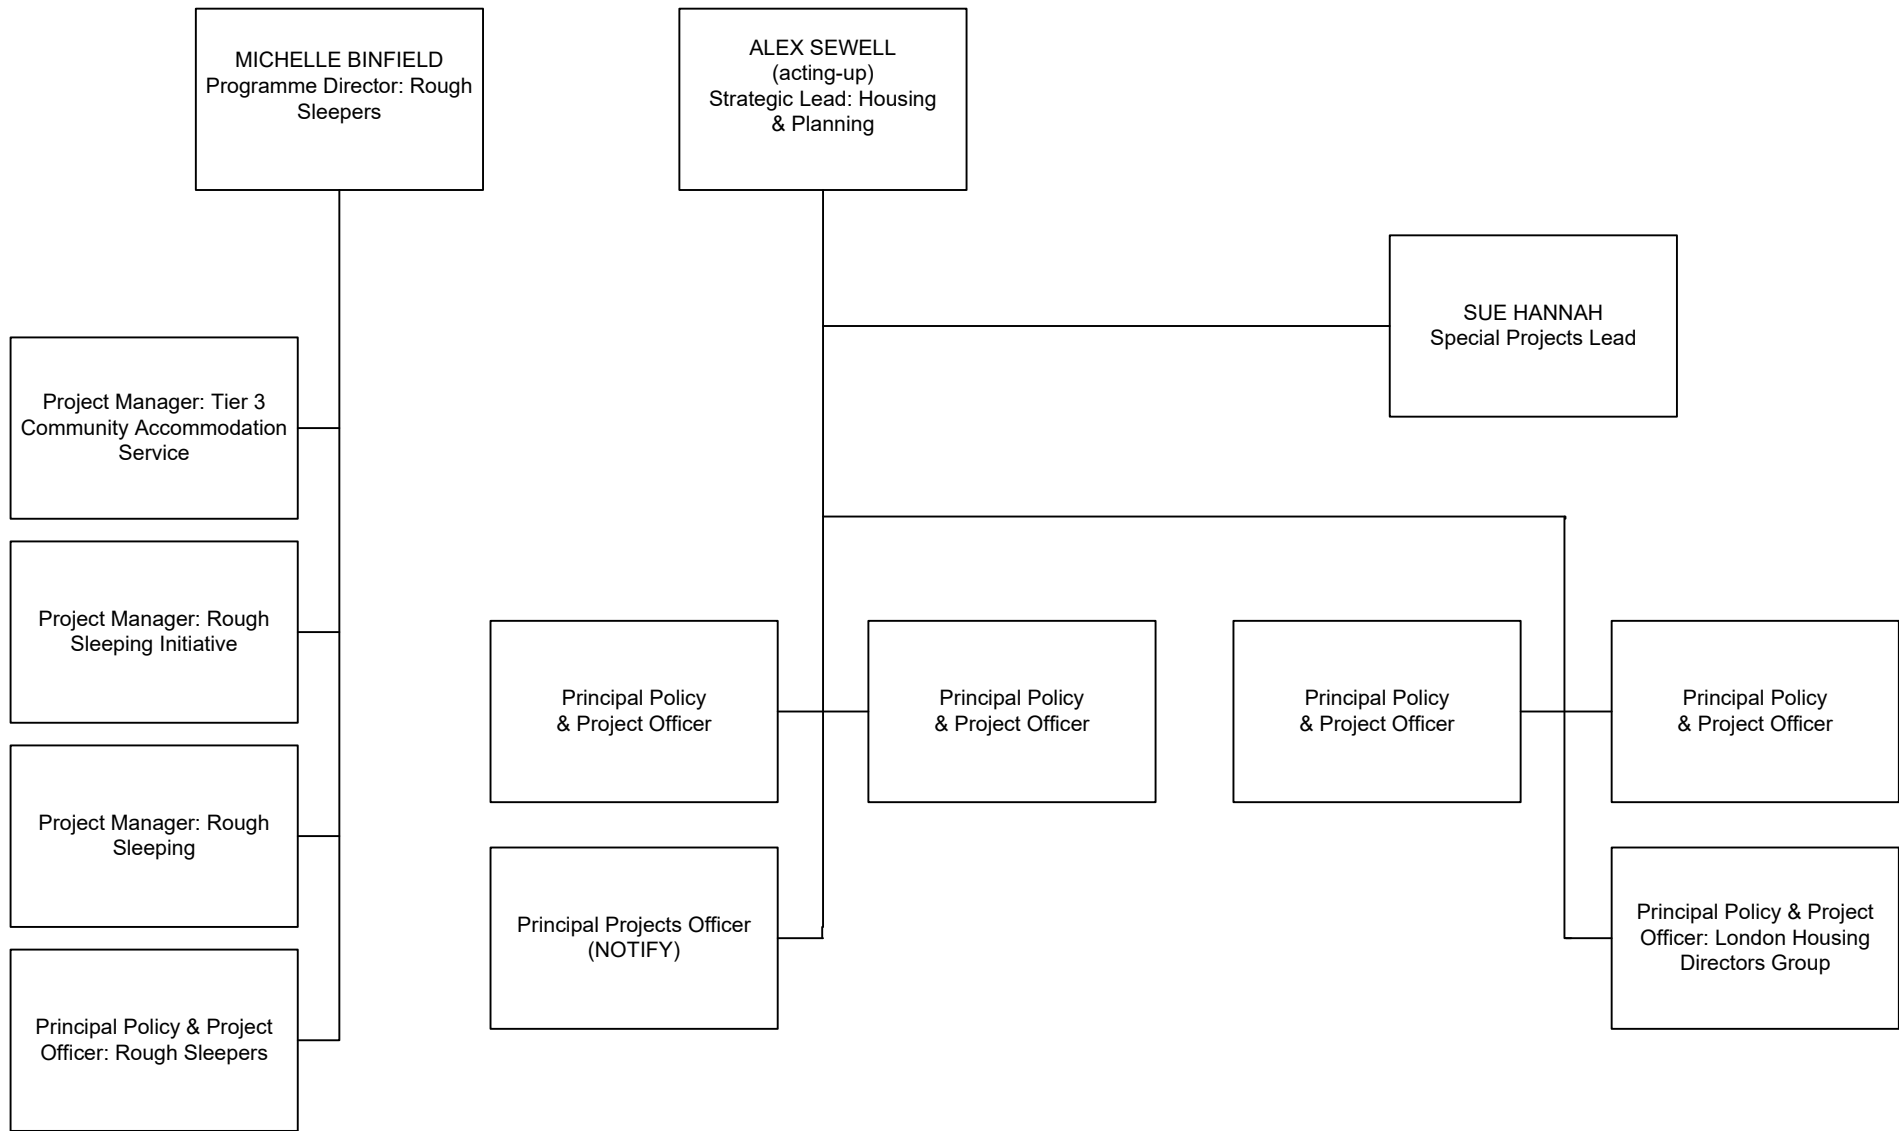 MICHELLE BINFIELD
Programme Director: Rough
Sleepers
ALEX SEWELL
(acting-up)
Strategic Lead: Housing
& Planning
SUE HANNAH
Special Projects Lead
Project Manager: Tier 3
Community Accommodation
Service
Project Manager: Rough
Sleeping Initiative
Project Manager: Rough
Sleeping
Principal Policy & Project
Officer: Rough Sleepers
Principal Policy
& Project Officer
Principal Policy
& Project Officer
Principal Policy
& Project Officer
Principal Policy
& Project Officer
Principal Projects Officer
(NOTIFY)
Principal Policy & Project
Officer: London Housing
Directors Group